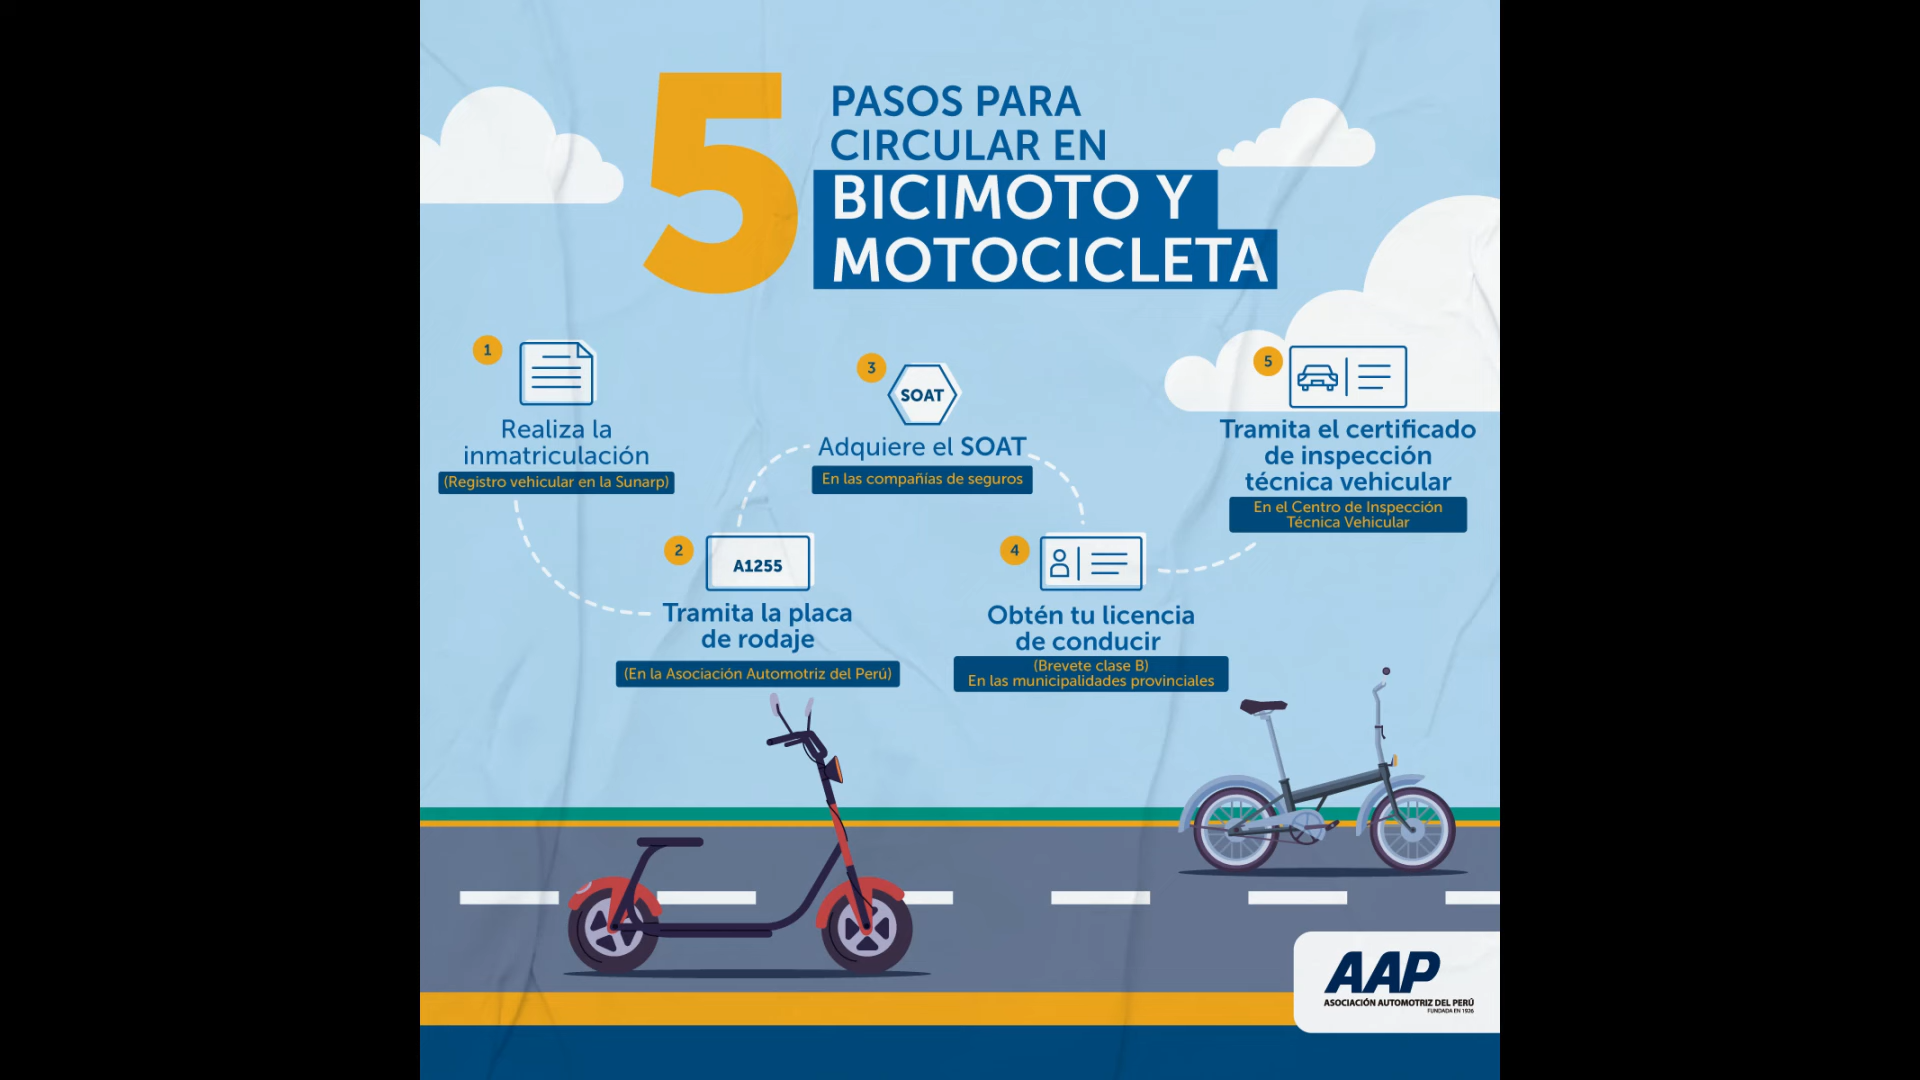 5
PASOS PARA
CIRCULAR EN
BICIMOTO Y
MOTOCICLETA
1
Realiza la
inmatriculación
(Registro vehicular en la Sunarp)
2
A1255
Tramita la placa
de rodaje
(En la Asociación Automotriz del Perú)
3
SOAT
Adquiere el SOAT
En las compañías de seguros
4
Obtén tu licencia
de conducir
(Brevete clase B)
En las municipalidades provinciales
5
Tramita el certificado
de inspección
técnica vehicular
En el Centro de Inspección
Técnica Vehicular
AAP
ASOCIACIÓN AUTOMOTRIZ DEL PERÚ
FUNDADA EN 1926